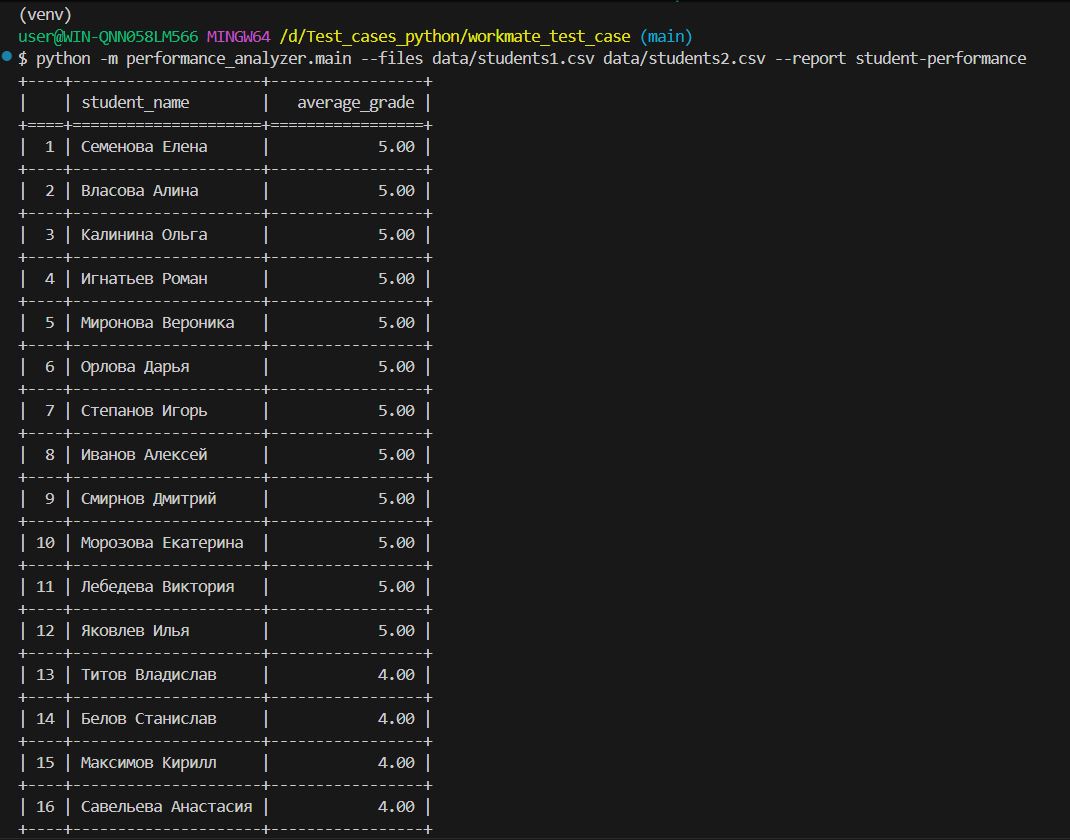 (venv)
user@WIN-QNN058LM566 MINGW64 /d/Test_cases_python/workmate_test_case (main)
$ python -m performance_analyzer.main --files data/students1.csv data/students2.csv --report student-performance
+----+---------------------+-----------------+
|    | student_name        |   average_grade |
+====+=====================+=================+
|  1 | Семенова Елена      |            5.00 |
+----+---------------------+-----------------+
|  2 | Власова Алина       |            5.00 |
+----+---------------------+-----------------+
|  3 | Калинина Ольга      |            5.00 |
+----+---------------------+-----------------+
|  4 | Игнатьев Роман      |            5.00 |
+----+---------------------+-----------------+
|  5 | Миронова Вероника   |            5.00 |
+----+---------------------+-----------------+
|  6 | Орлова Дарья        |            5.00 |
+----+---------------------+-----------------+
|  7 | Степанов Игорь      |            5.00 |
+----+---------------------+-----------------+
|  8 | Иванов Алексей      |            5.00 |
+----+---------------------+-----------------+
|  9 | Смирнов Дмитрий     |            5.00 |
+----+---------------------+-----------------+
| 10 | Морозова Екатерина  |            5.00 |
+----+---------------------+-----------------+
| 11 | Лебедева Виктория   |            5.00 |
+----+---------------------+-----------------+
| 12 | Яковлев Илья        |            5.00 |
+----+---------------------+-----------------+
| 13 | Титов Владислав     |            4.00 |
+----+---------------------+-----------------+
| 14 | Белов Станислав     |            4.00 |
+----+---------------------+-----------------+
| 15 | Максимов Кирилл     |            4.00 |
+----+---------------------+-----------------+
| 16 | Савельева Анастасия |            4.00 |
+----+---------------------+-----------------+